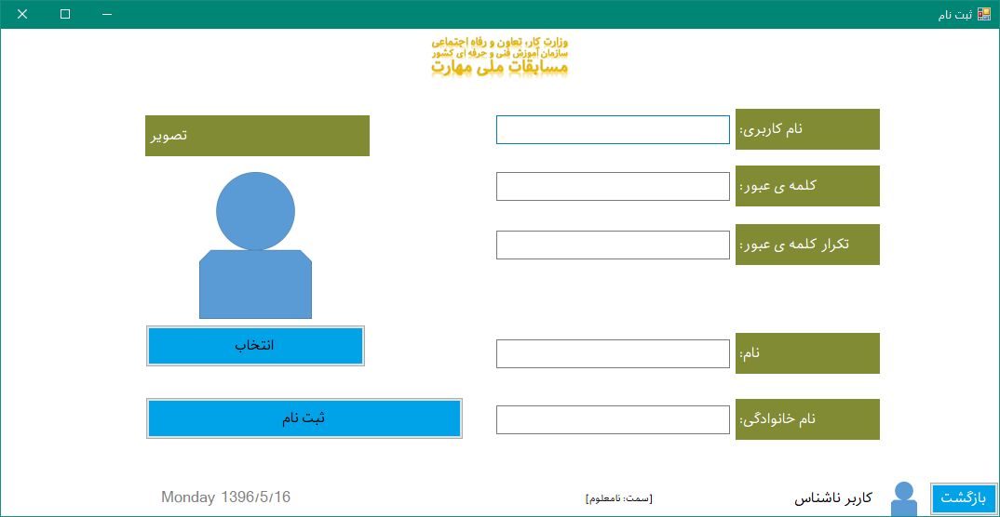 ثبت نام
وزارت کار، تعاون و رفاه اجتماعی
سازمان آموزش فنی و حرفه ای کشور
مسابقات ملی مهارت
نام کاربری:
کلمه ی عبور:
تکرار کلمه ی عبور:
نام:
نام خانوادگی:
تصویر
انتخاب
ثبت نام
بازگشت
کاربر ناشناس
[سمت: نامعلوم]
Monday 1396/5/16